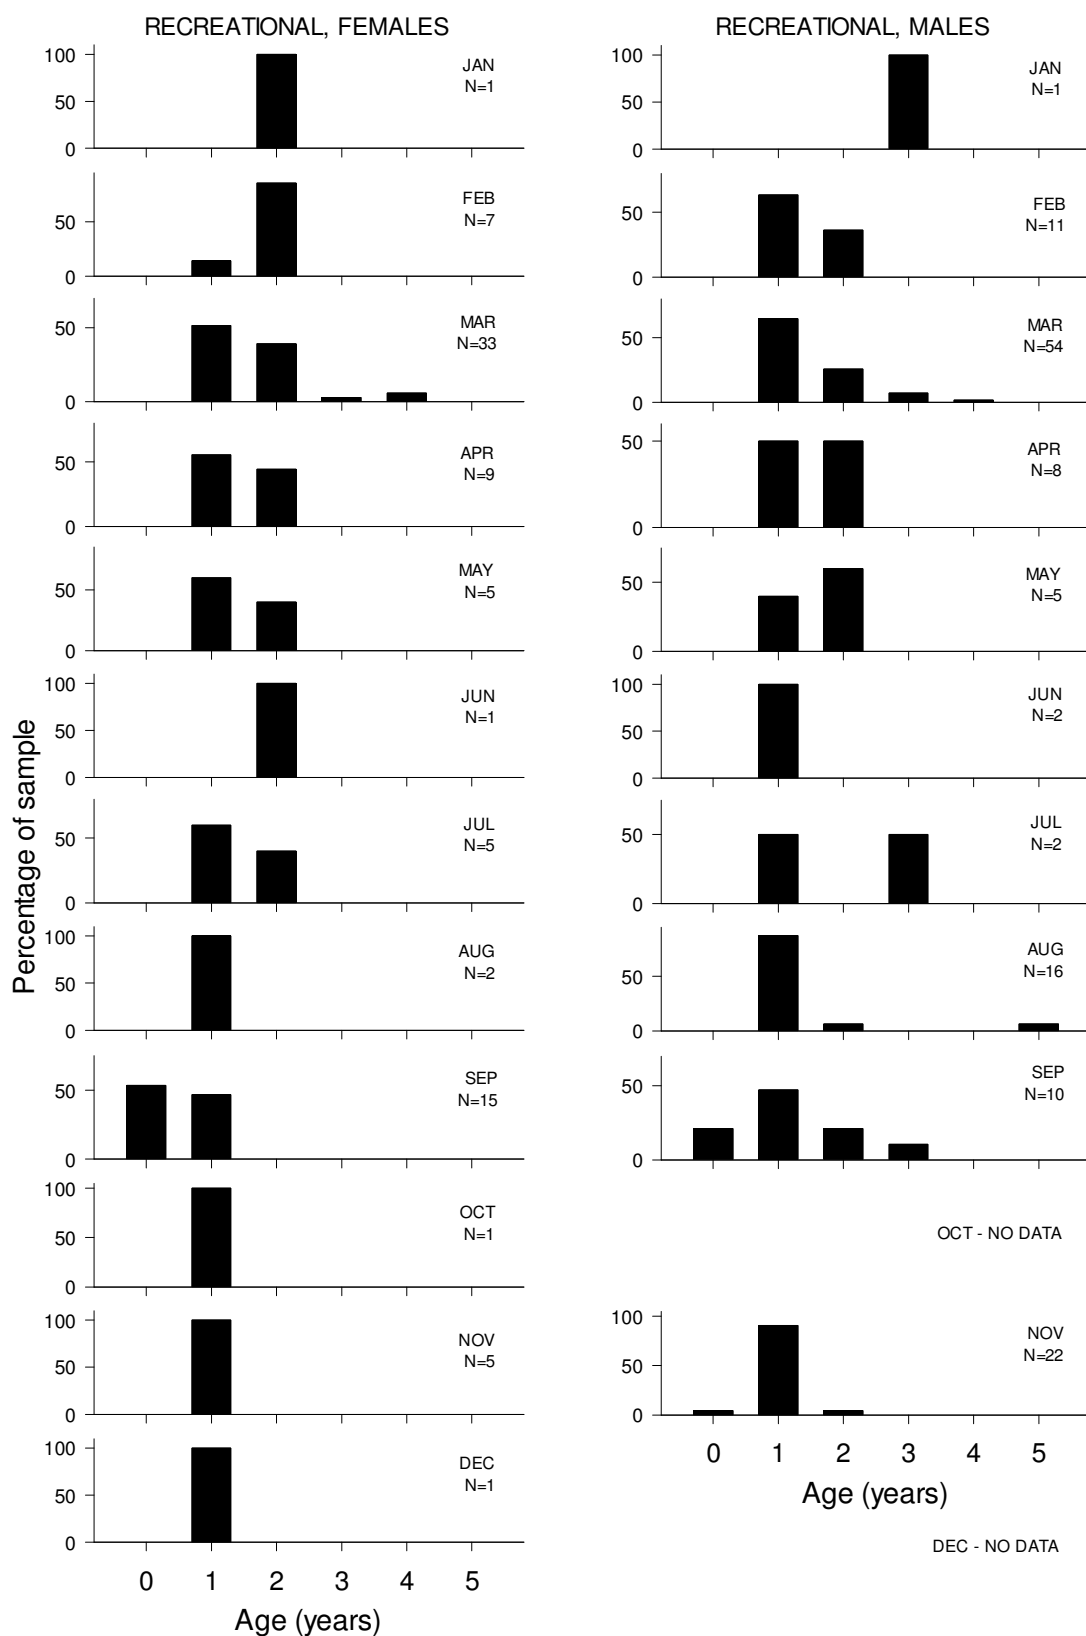 RECREATIONAL, FEMALES
100
50
0
JAN
N=1
50
0
FEB
N=7
50
0
MAR
N=33
50
0
APR
N=9
50
0
MAY
N=5
100
50
0
JUN
N=1
50
0
JUL
N=5
100
50
0
AUG
N=2
50
0
SEP
N=15
100
50
0
OCT
N=1
100
50
0
NOV
N=5
100
50
0
DEC
N=1
0 1 2 3 4 5
Age (years)
Percentage of sample
RECREATIONAL, MALES
100
50
0
JAN
N=1
50
0
FEB
N=11
50
0
MAR
N=54
50
0
APR
N=8
50
0
MAY
N=5
100
50
0
JUN
N=2
50
0
JUL
N=2
50
0
AUG
N=16
50
0
SEP
N=10
OCT - NO DATA
100
50
0
NOV
N=22
0 1 2 3 4 5
Age (years)
DEC - NO DATA